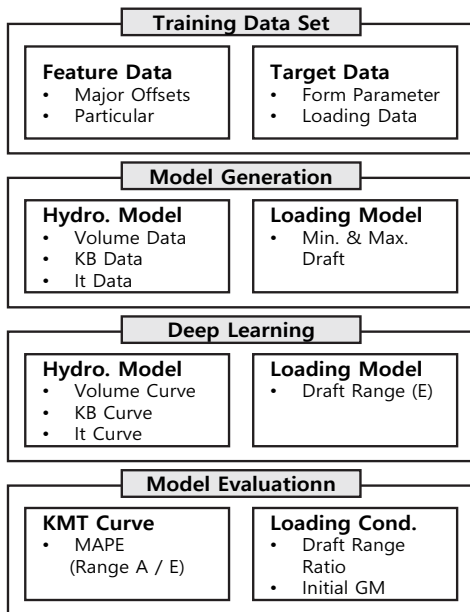 Training Data Set
Feature Data
• Major Offsets
• Particular
Target Data
• Form Parameter
• Loading Data
Model Generation
Hydro. Model
• Volume Data
• KB Data
• It Data
Loading Model
• Min. & Max.
Draft
Deep Learning
Hydro. Model
• Volume Curve
• KB Curve
• It Curve
Loading Model
• Draft Range (E)
Model Evaluationn
KMT Curve
• MAPE
(Range A / E)
Loading Cond.
• Draft Range
Ratio
• Initial GM